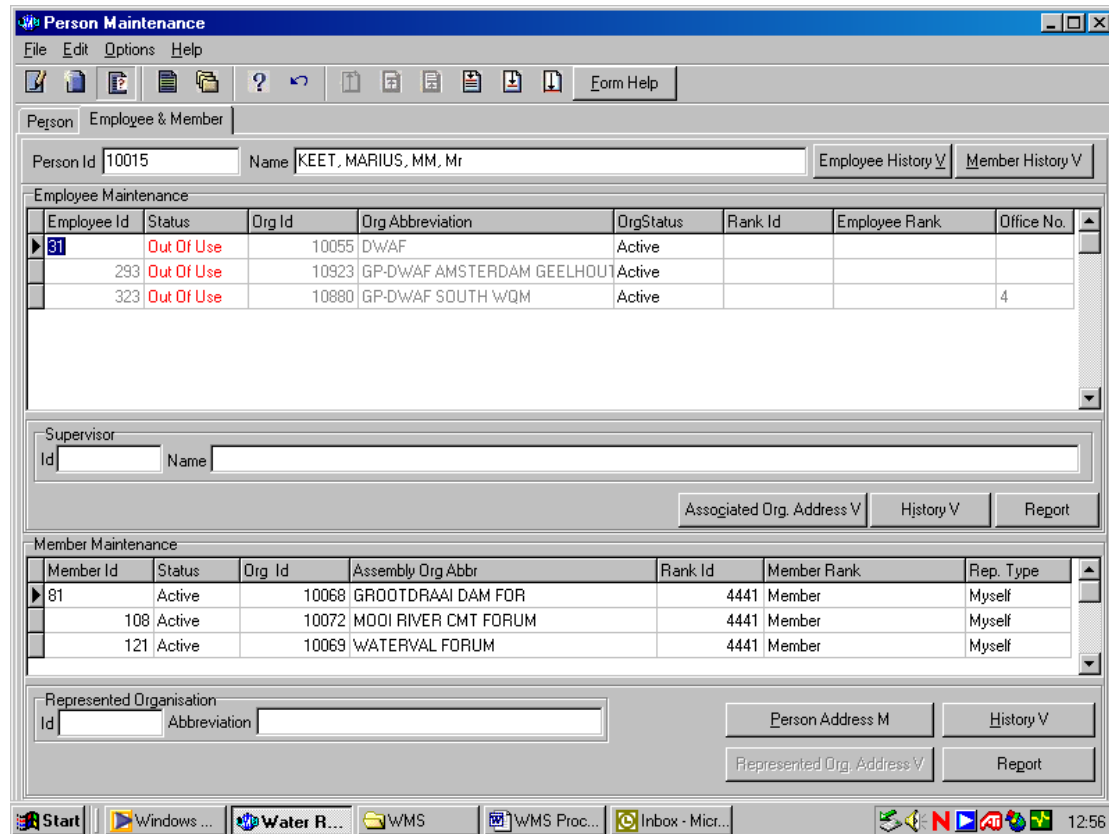 Person Maintenance
File Edit Options Help
Form Help
Person Employee & Member
Person Id 10015 Name KEET, MARIUS, MM, Mr Employee History V Member History V
Employee Maintenance
Employee Id Status Org Id Org Abbreviation OrgStatus Rank Id Employee Rank Office No.
31 Out Of Use 10055 DWAF Active
293 Out Of Use 10923 GP-DWAF AMSTERDAM GEELHOUT Active
323 Out Of Use 10880 GP-DWAF SOUTH WQM Active 4
Supervisor
Id Name
Associated Org. Address V History V Report
Member Maintenance
Member Id Status Org Id Assembly Org Abbr Rank Id Member Rank Rep. Type
81 Active 10068 GROOTDRAAI DAM FOR 4441 Member Myself
108 Active 10072 MOOI RIVER CMT FORUM 4441 Member Myself
121 Active 10069 WATERVAL FORUM 4441 Member Myself
Represented Organisation
Id Abbreviation
Person Address M History V
Represented Org. Address V Report
Start Windows ... Water R... WMS WMS Proc... Inbox - Micr... N 12:56